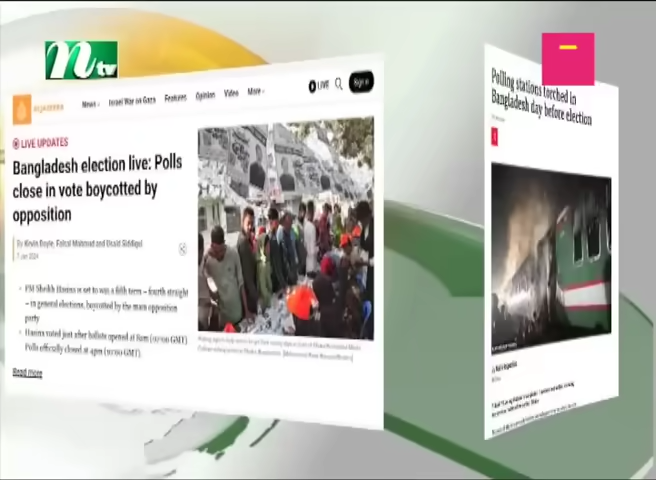 ntv
News
Israel War on Gaza
Features
Opinion
Video
More
LIVE
Sign in
LIVE UPDATES
Bangladesh election live: Polls
close in vote boycotted by
opposition
By Kevin Doyle, Faisal Mahmud and Usaid Siddiqui
7 Jan 2024
PM Sheikh Hasina is set to win a fifth term – fourth straight
– in general elections, boycotted by the main opposition
party
Hasina voted just after ballots opened at 8am (02:00 GMT)
Polls officially closed at 4pm (10:00 GMT)
Read more
Polling stations torched in
Bangladesh day before election